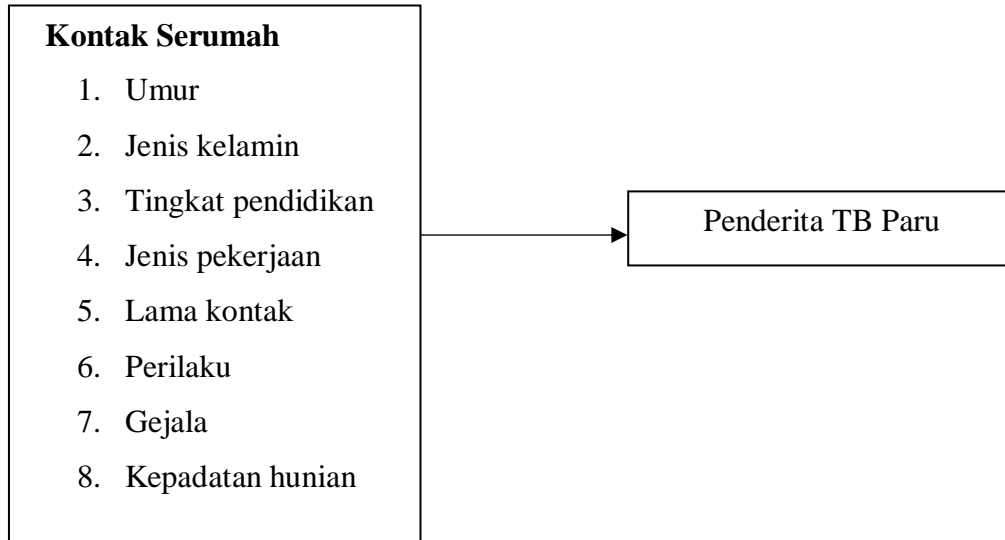 Kontak Serumah
1. Umur
2. Jenis kelamin
3. Tingkat pendidikan
4. Jenis pekerjaan
5. Lama kontak
6. Perilaku
7. Gejala
8. Kepadatan hunian
Penderita TB Paru